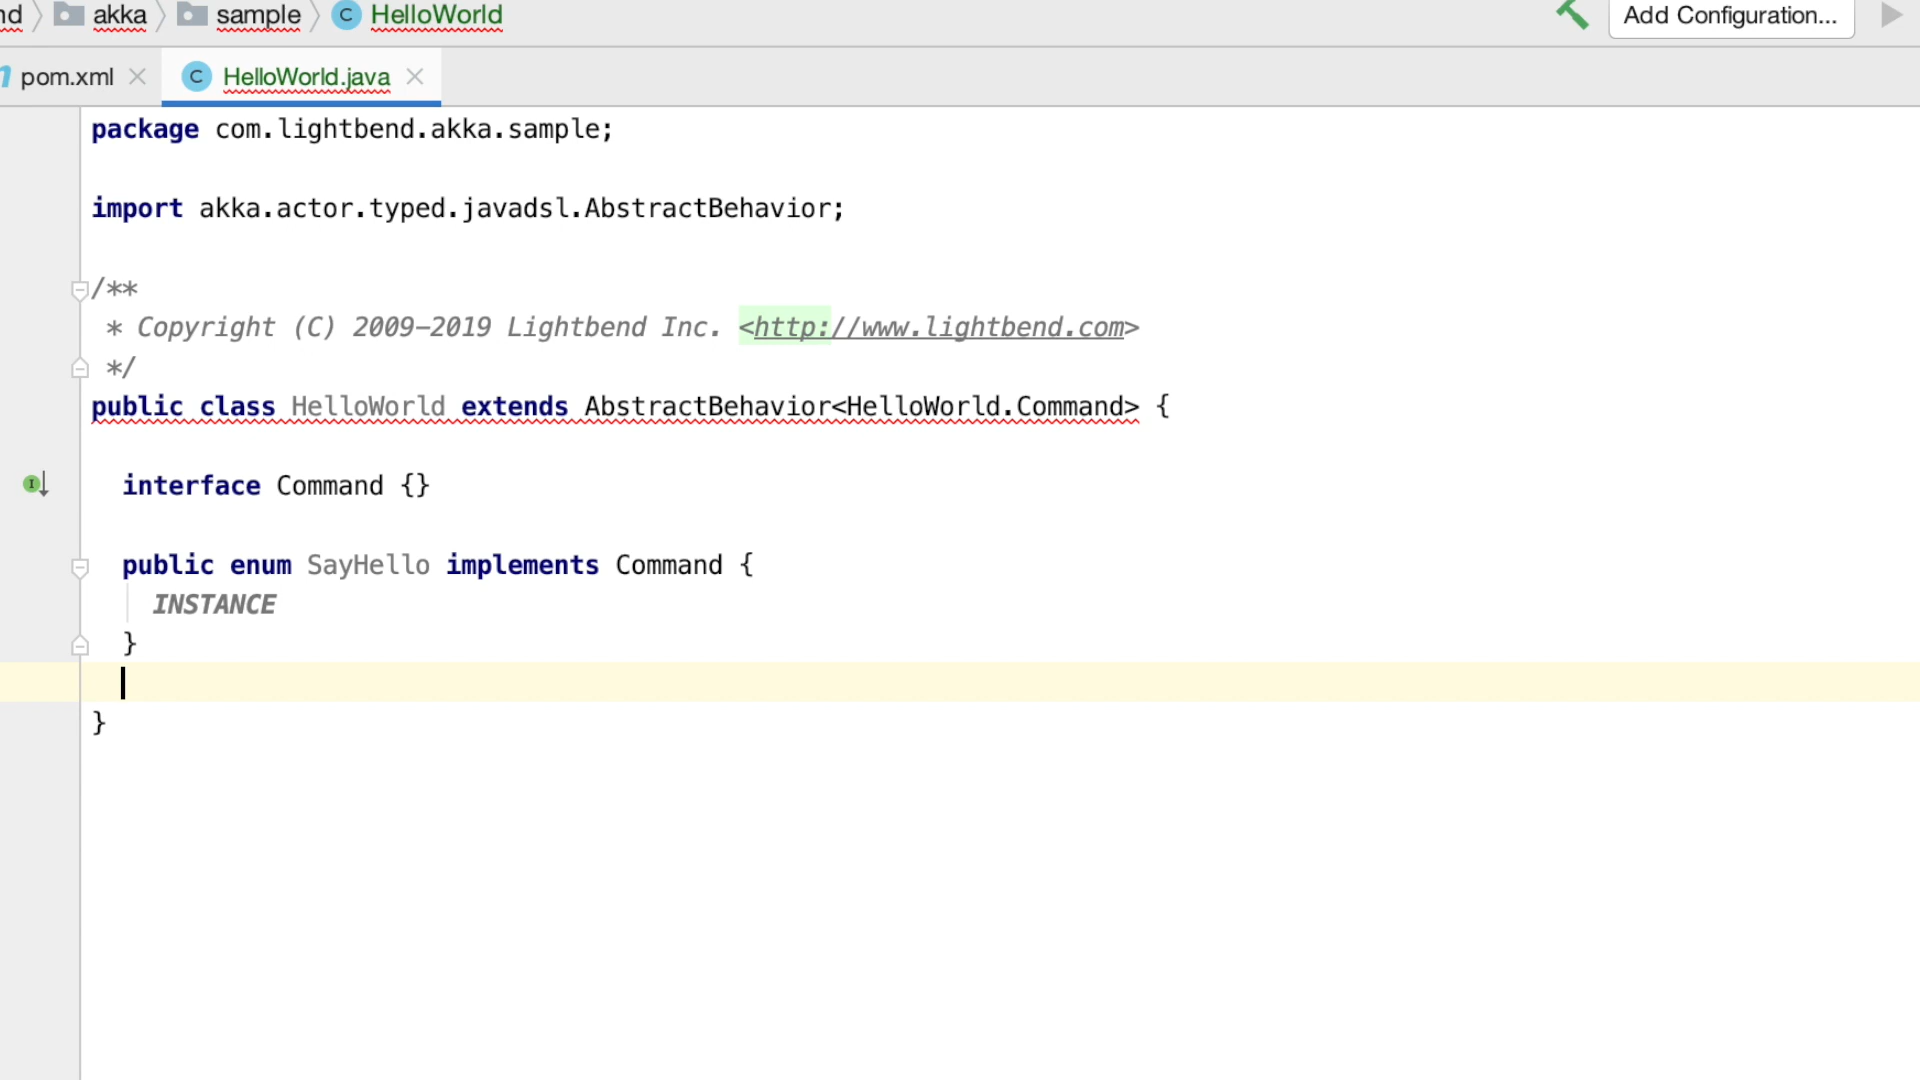 nd akka sample C HelloWorld Add Configuration...
pom.xml C HelloWorld.java
package com.lightbend.akka.sample;
import akka.actor.typed.javadsl.AbstractBehavior;
/**
* Copyright (C) 2009-2019 Lightbend Inc. <http://www.lightbend.com>
*/
public class HelloWorld extends AbstractBehavior<HelloWorld.Command> {
interface Command {}
public enum SayHello implements Command {
INSTANCE
}
}